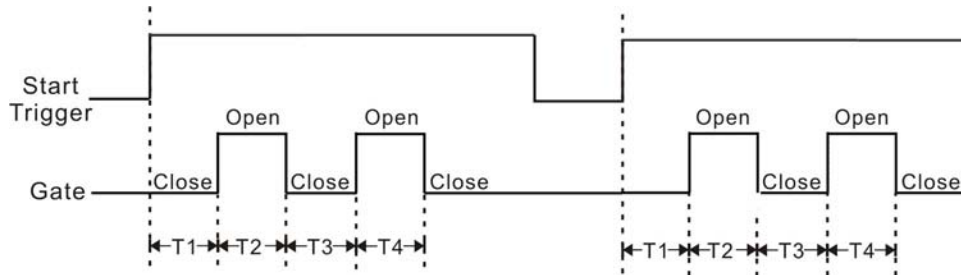 Start
Trigger
Open Open Open Open
Gate Close Close Close Close Close
T1 T2 T3 T4 T1 T2 T3 T4